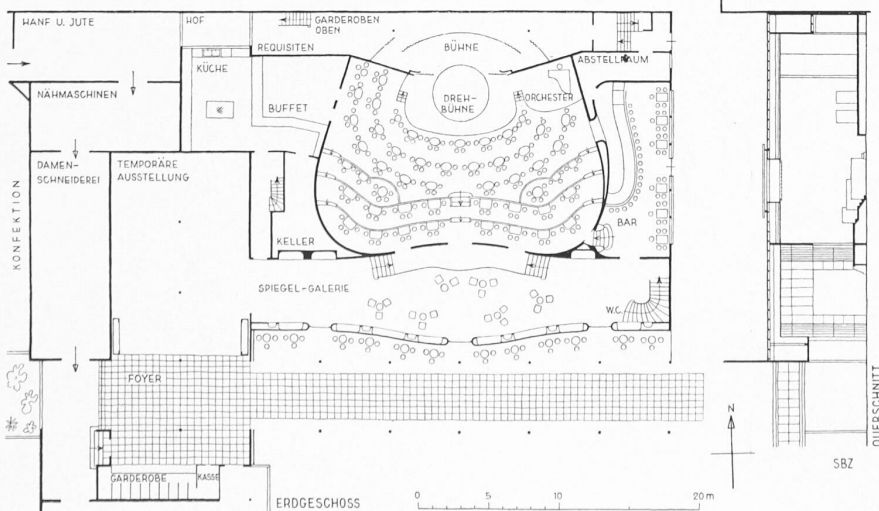 HANF U. JUTE
HOF
GARDEROBEN
OBEN
REQUISITEN
BÜHNE
ABSTELLRAUM
KÜCHE
NÄHMASCHINEN
BUFFET
DREH-
BÜHNE
ORCHESTER
DAMEN-
SCHNEIDEREI
TEMPORÄRE
AUSSTELLUNG
KONFEKTION
KELLER
BAR
SPIEGEL-GALERIE
W.C.
FOYER
GARDEROBE
KASSE
ERDGESCHOSS
0 5 10 20 m
N
SBZ
QUERSCHNITT